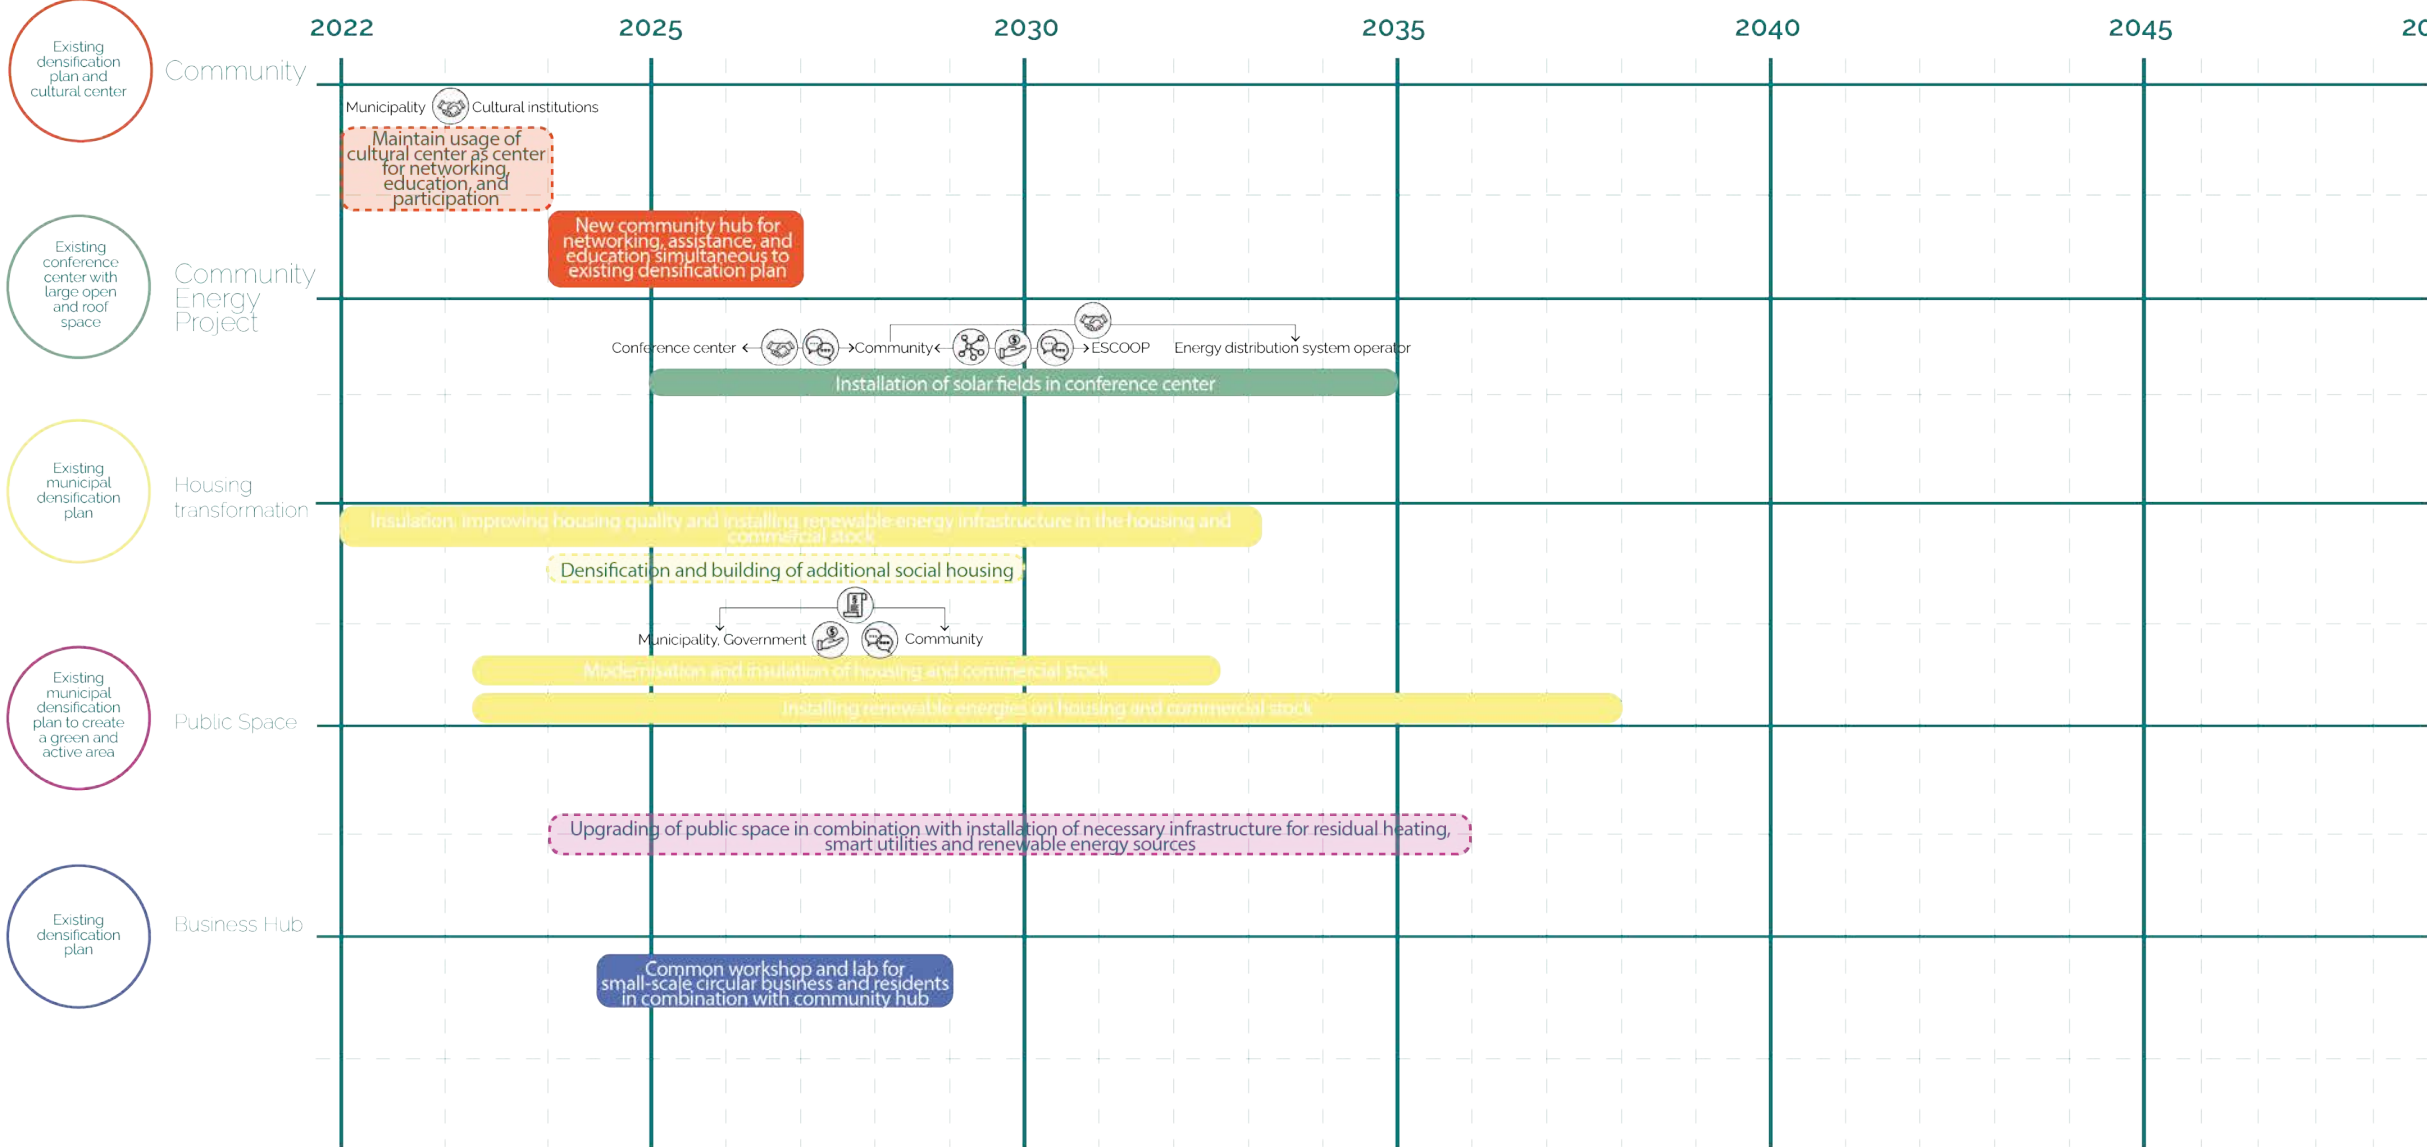 2022
2025
2030
2035
2040
2045
Existing
densification
plan and
cultural center
Community
Municipality
Cultural institutions
Maintain usage of
cultural center as center
for networking,
education, and
participation
New community hub for
networking, assistance, and
education simultaneous to
existing densification plan
Existing
conference
center with
large open
and roof
space
Community
Energy
Project
Conference center
Community
ESCOOP
Energy distribution system operator
Installation of solar fields in conference center
Existing
municipal
densification
plan
Housing
transformation
Insulation, improving housing quality and installing renewable energy infrastructure in the housing and
commercial stock
Densification and building of additional social housing
Municipality, Government
Community
Modernisation and insulation of housing and commercial stock
Installing renewable energies on housing and commercial stock
Existing
municipal
densification
plan to create
a green and
active area
Public Space
Upgrading of public space in combination with installation of necessary infrastructure for residual heating,
smart utilities and renewable energy sources
Existing
densification
plan
Business Hub
Common workshop and lab for
small-scale circular business and residents
in combination with community hub